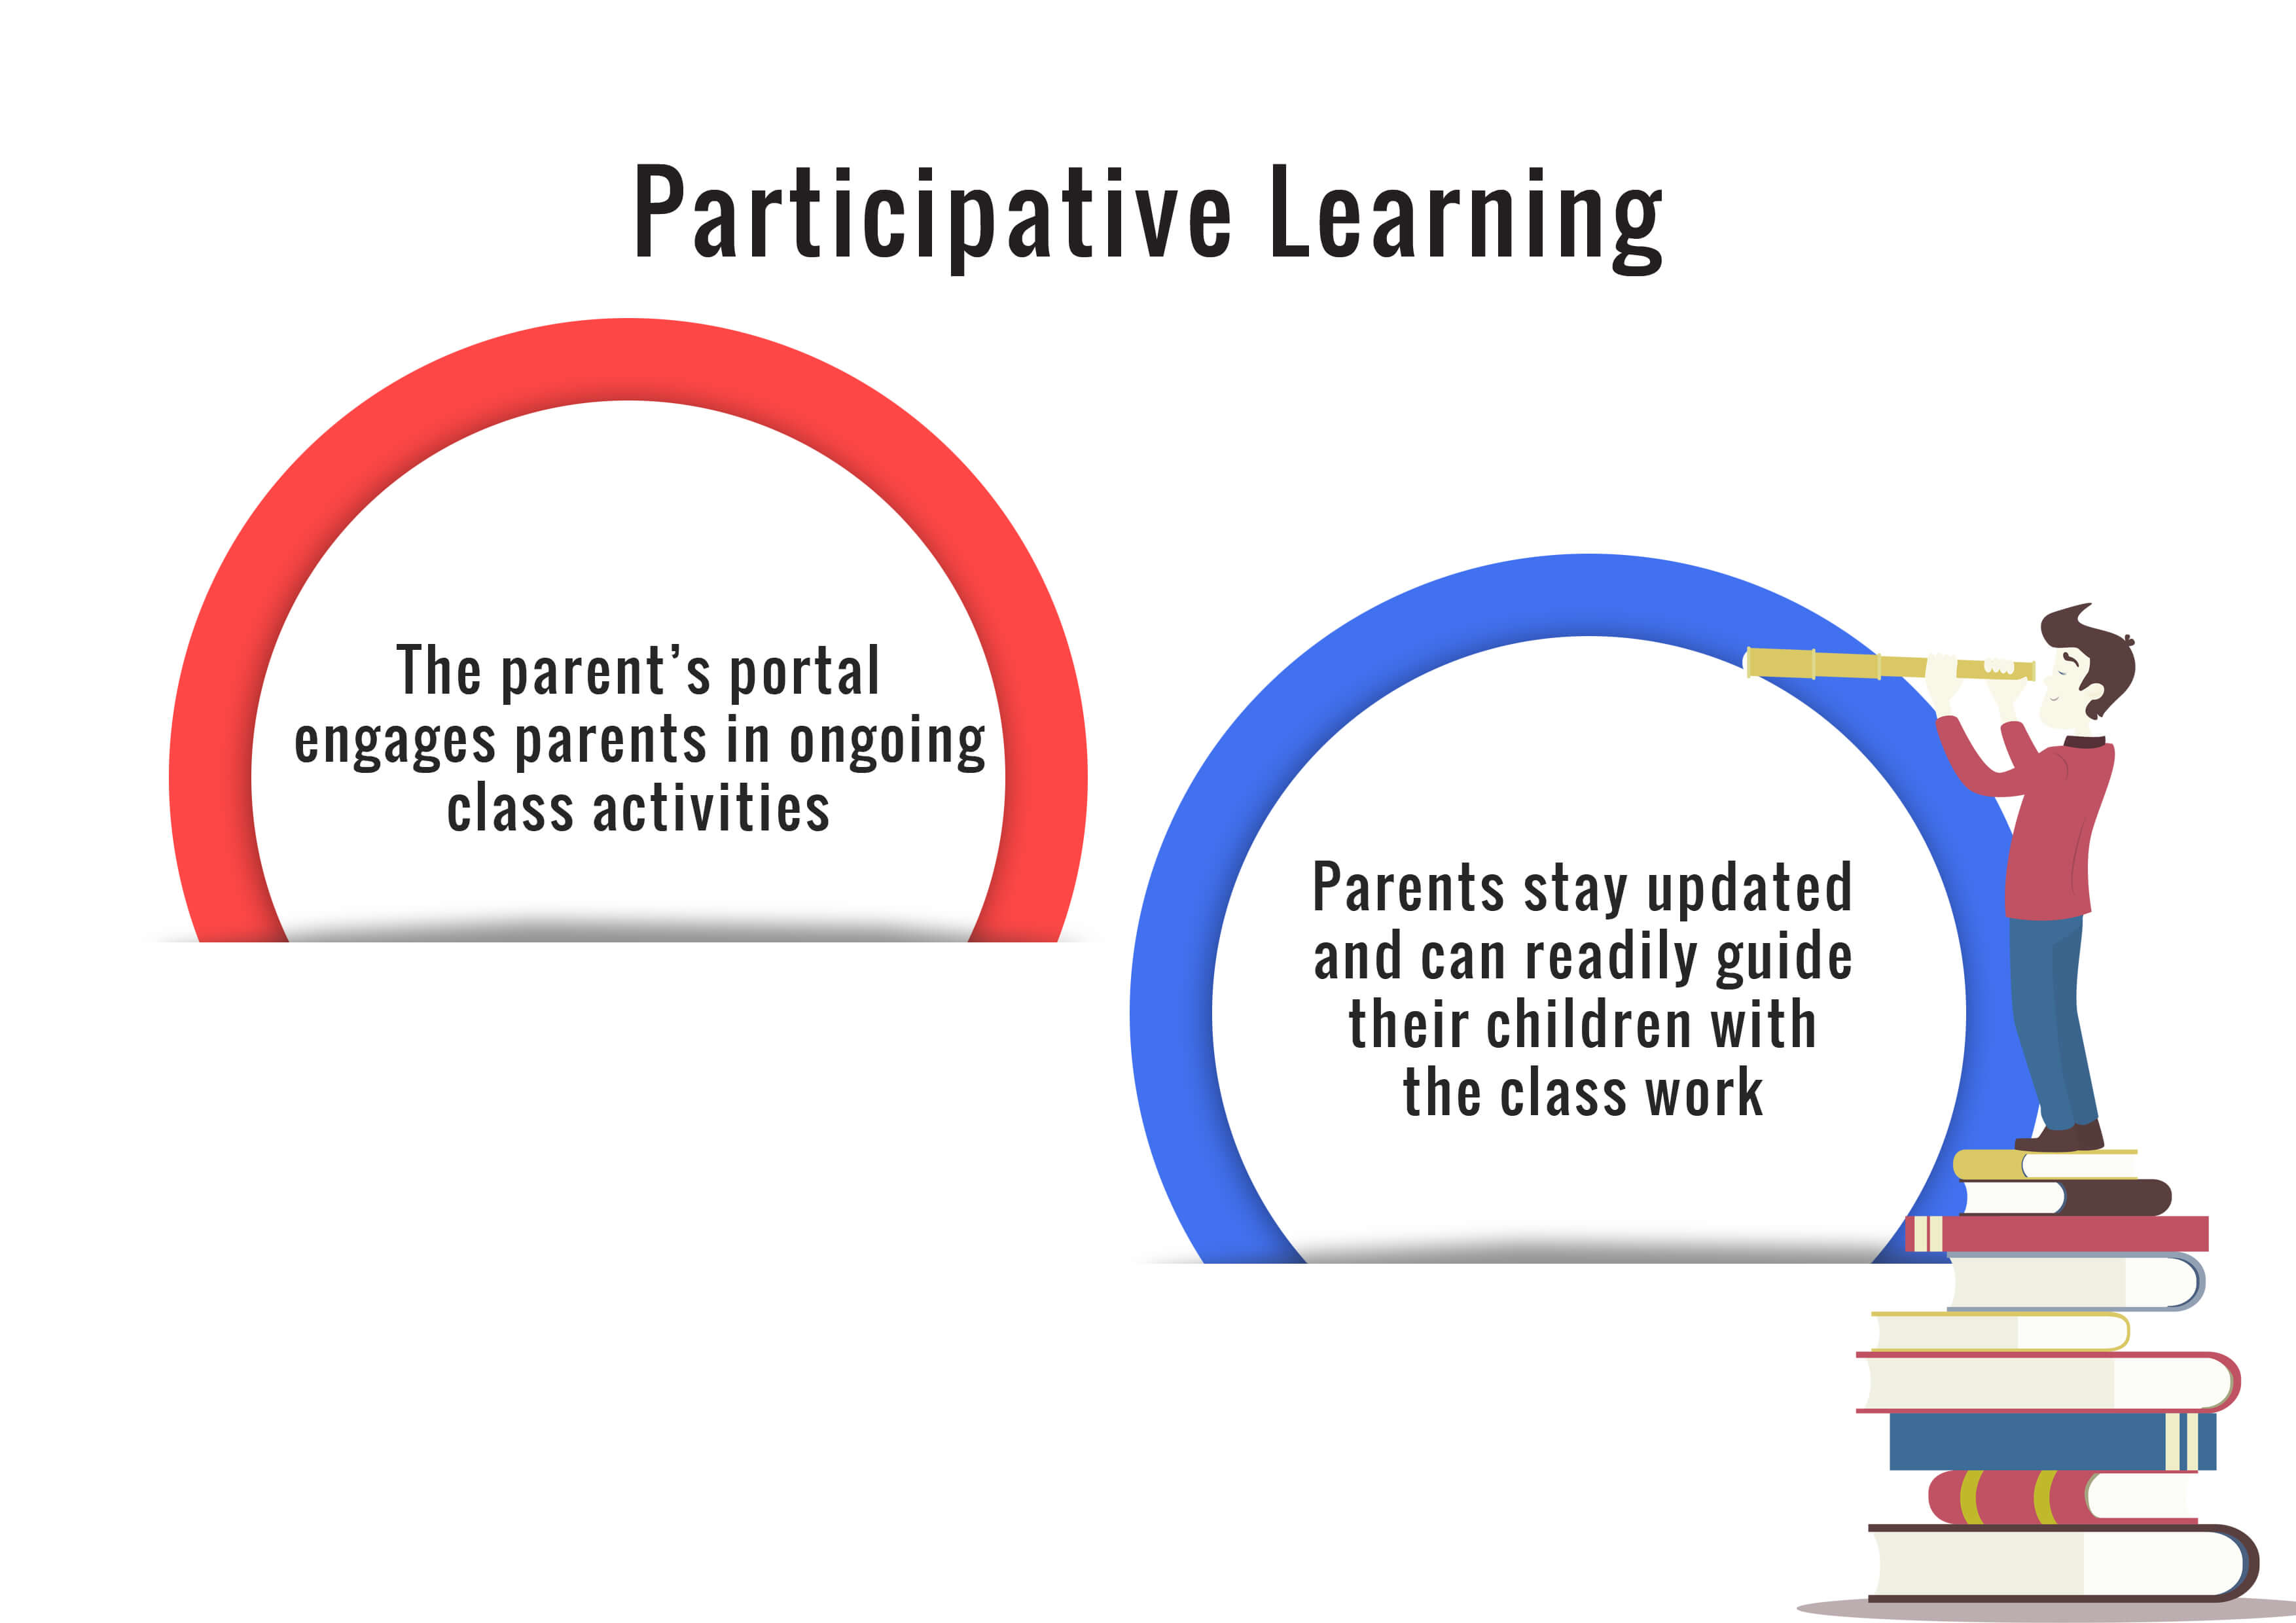 Participative Learning
The parent’s portal
engages parents in ongoing
class activities
Parents stay updated
and can readily guide
their children with
the class work